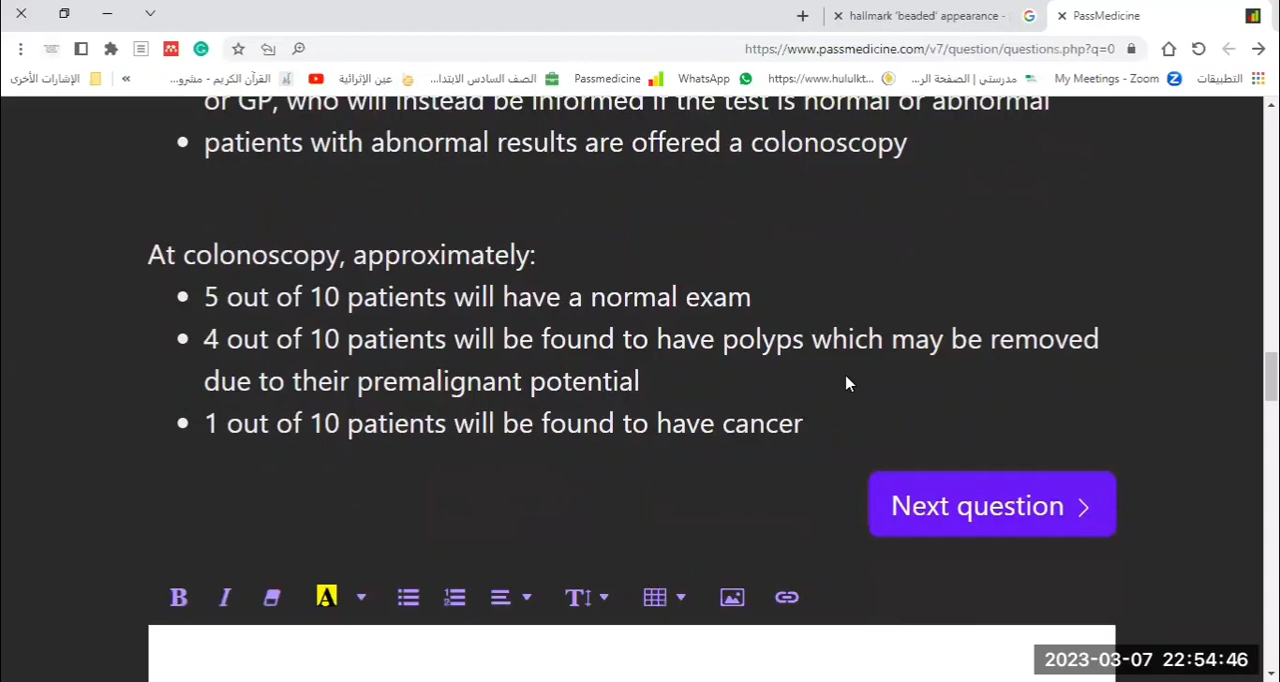 hallmark 'beaded' appearance -
PassMedicine
https://www.passmedicine.com/v7/question/questions.php?q=0
الإشارات الأخرى
»
القرآن الكريم - مشرو...
عين الإثرائية
الصف السادس الابتدا...
Passmedicine
WhatsApp
https://www.hululkt...
مدرستي | الصفحة الر...
My Meetings - Zoom
التطبيقات
or GP, who will instead be informed if the test is normal or abnormal
• patients with abnormal results are offered a colonoscopy
At colonoscopy, approximately:
• 5 out of 10 patients will have a normal exam
• 4 out of 10 patients will be found to have polyps which may be removed
due to their premalignant potential
• 1 out of 10 patients will be found to have cancer
Next question >
B I A
T
2023-03-07 22:54:46